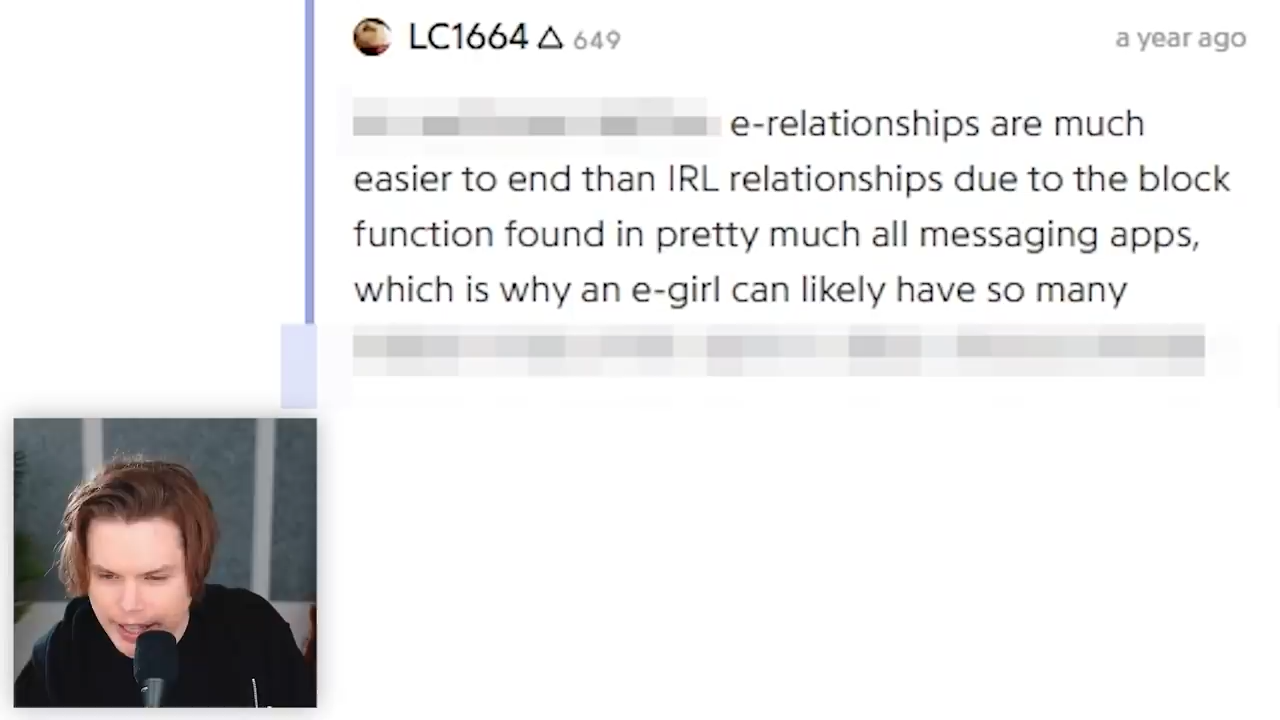 LC1664 △ 649
a year ago
e-relationships are much
easier to end than IRL relationships due to the block
function found in pretty much all messaging apps,
which is why an e-girl can likely have so many